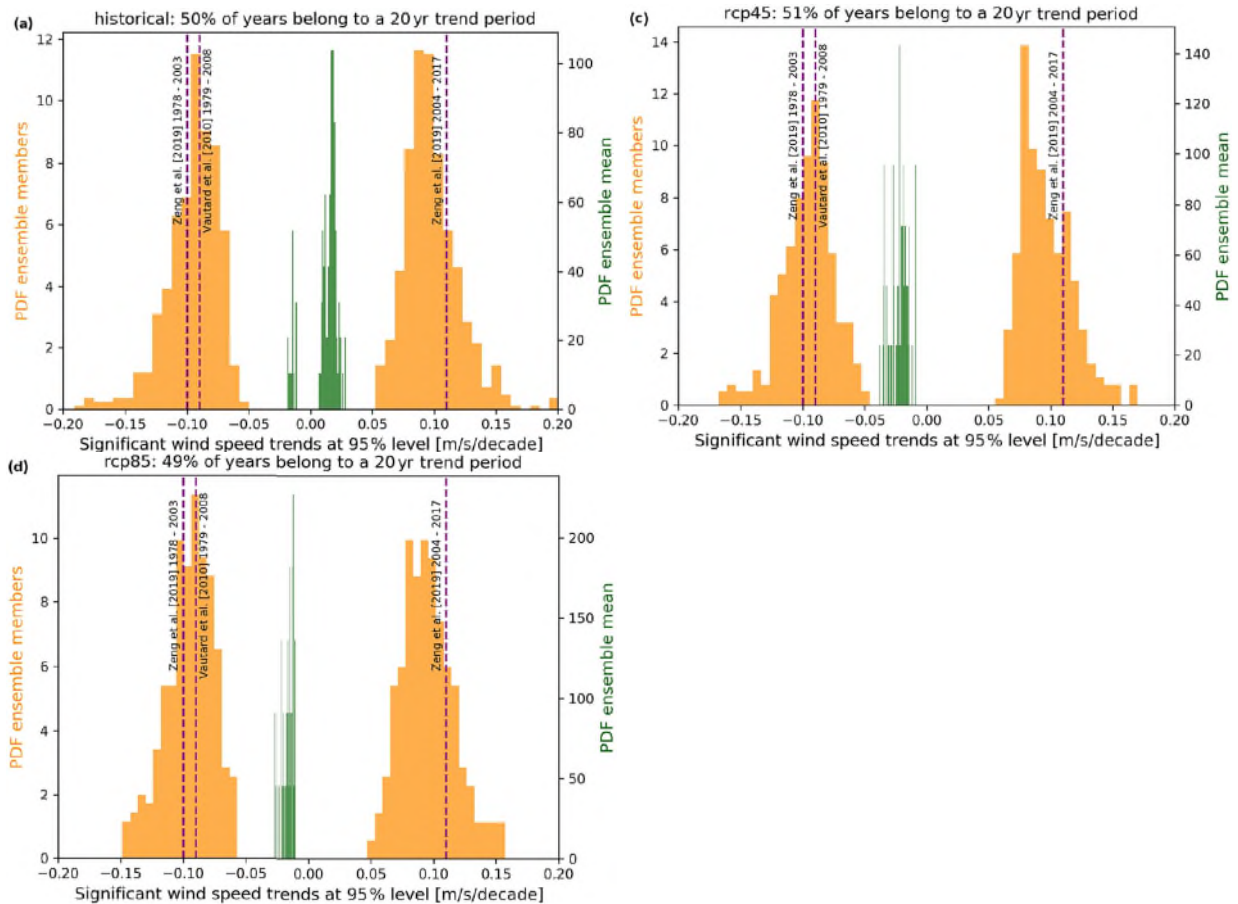 (a)
historical: 50% of years belong to a 20 yr trend period
12
10
8
6
4
2
0
PDF ensemble members
Zeng et al. [2019] 1978 - 2003
Vautard et al. [2010] 1979 - 2008
Zeng et al. [2019] 2004 - 2017
100
80
60
40
20
0
PDF ensemble mean
−0.20 −0.15 −0.10 −0.05 0.00 0.05 0.10 0.15 0.20
Significant wind speed trends at 95% level [m/s/decade]
(c)
rcp45: 51% of years belong to a 20 yr trend period
14
12
10
8
6
4
2
0
PDF ensemble members
Zeng et al. [2019] 1978 - 2003
Vautard et al. [2010] 1979 - 2008
Zeng et al. [2019] 2004 - 2017
140
120
100
80
60
40
20
0
PDF ensemble mean
−0.20 −0.15 −0.10 −0.05 0.00 0.05 0.10 0.15 0.20
Significant wind speed trends at 95% level [m/s/decade]
(d)
rcp85: 49% of years belong to a 20 yr trend period
10
8
6
4
2
0
PDF ensemble members
Zeng et al. [2019] 1978 - 2003
Vautard et al. [2010] 1979 - 2008
Zeng et al. [2019] 2004 - 2017
200
150
100
50
0
PDF ensemble mean
−0.20 −0.15 −0.10 −0.05 0.00 0.05 0.10 0.15 0.20
Significant wind speed trends at 95% level [m/s/decade]